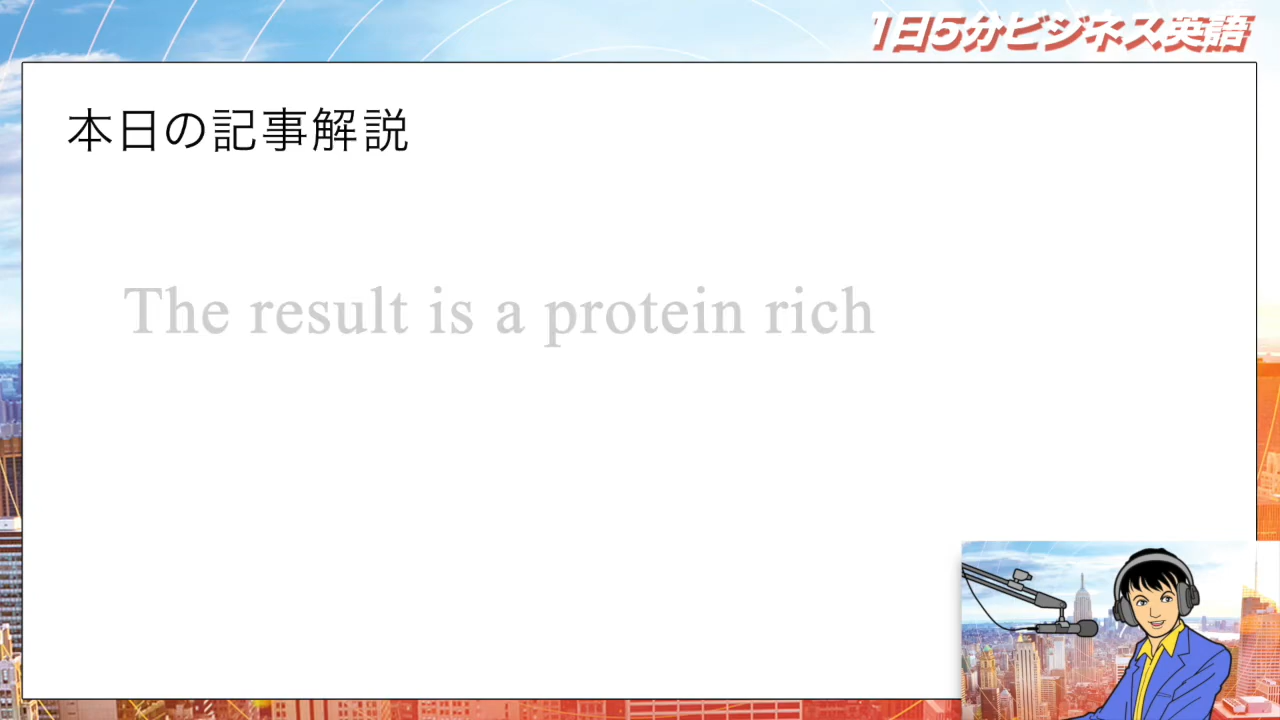 1日5分ビジネス英語
本日の記事解説
The result is a protein rich